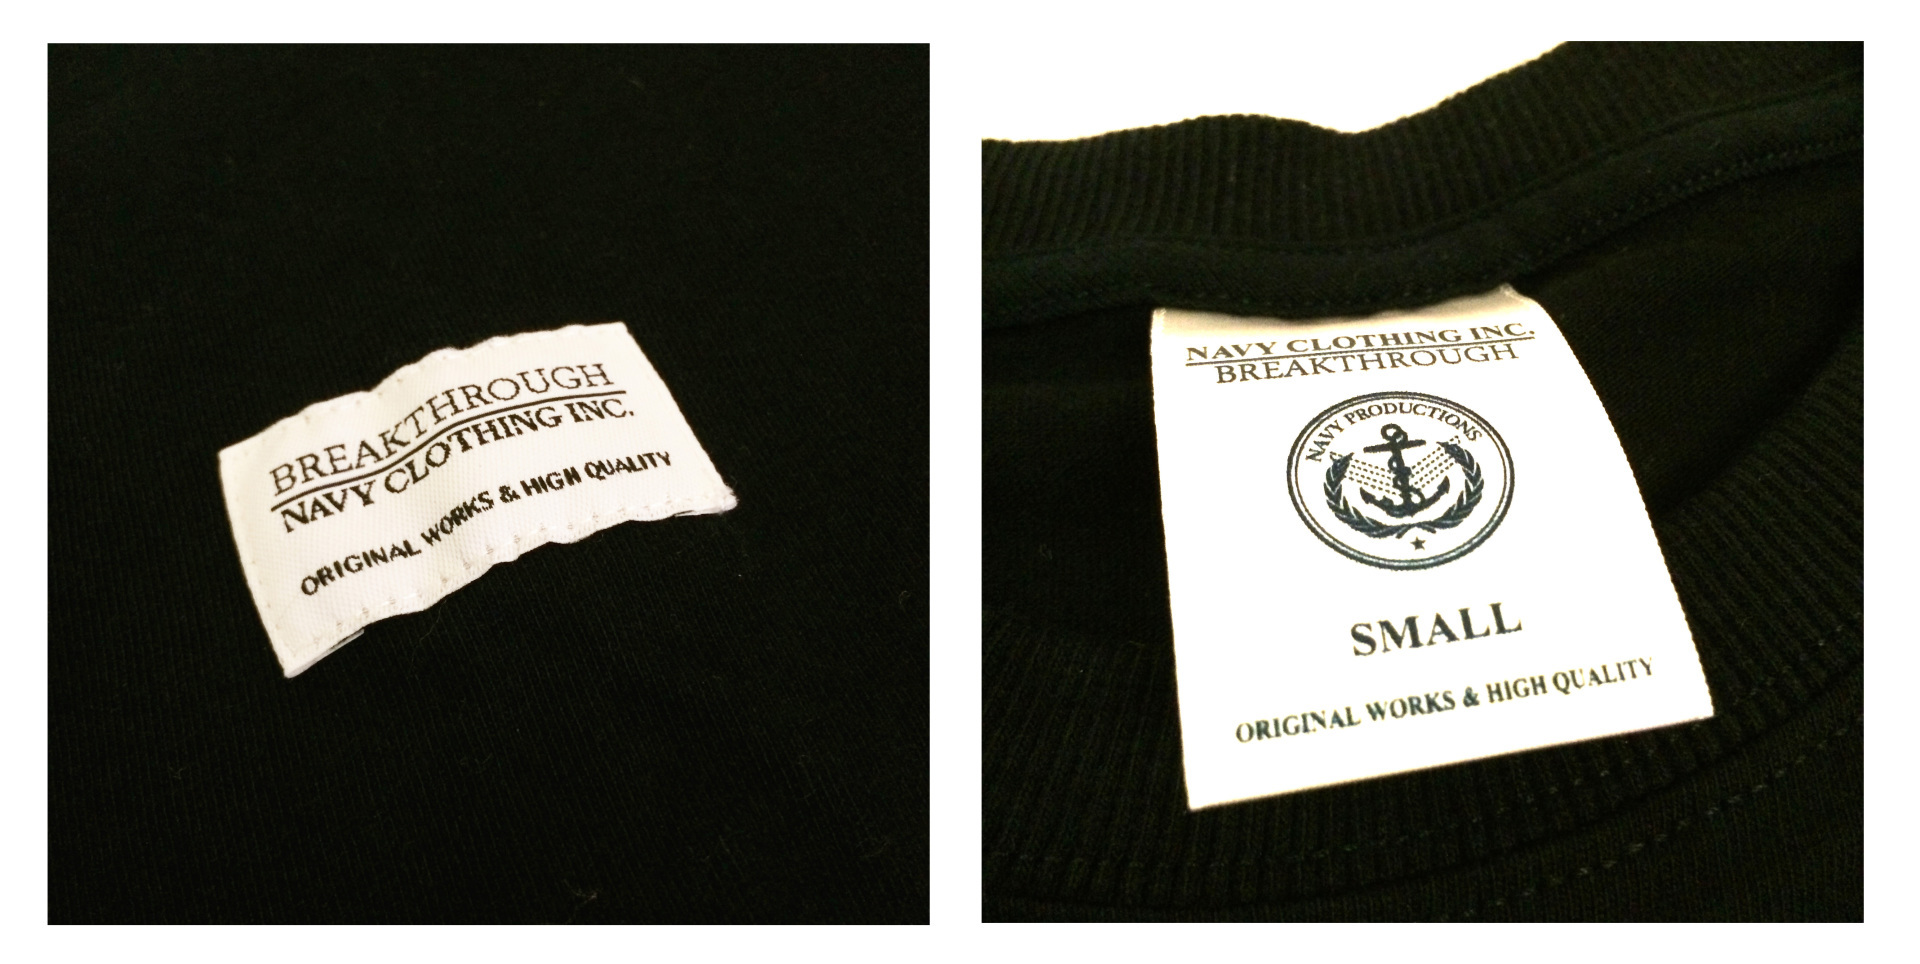 BREAKTHROUGH
NAVY CLOTHING INC.
ORIGINAL WORKS & HIGH QUALITY
NAVY CLOTHING INC.
BREAKTHROUGH
NAVY PRODUCTIONS
SMALL
ORIGINAL WORKS & HIGH QUALITY